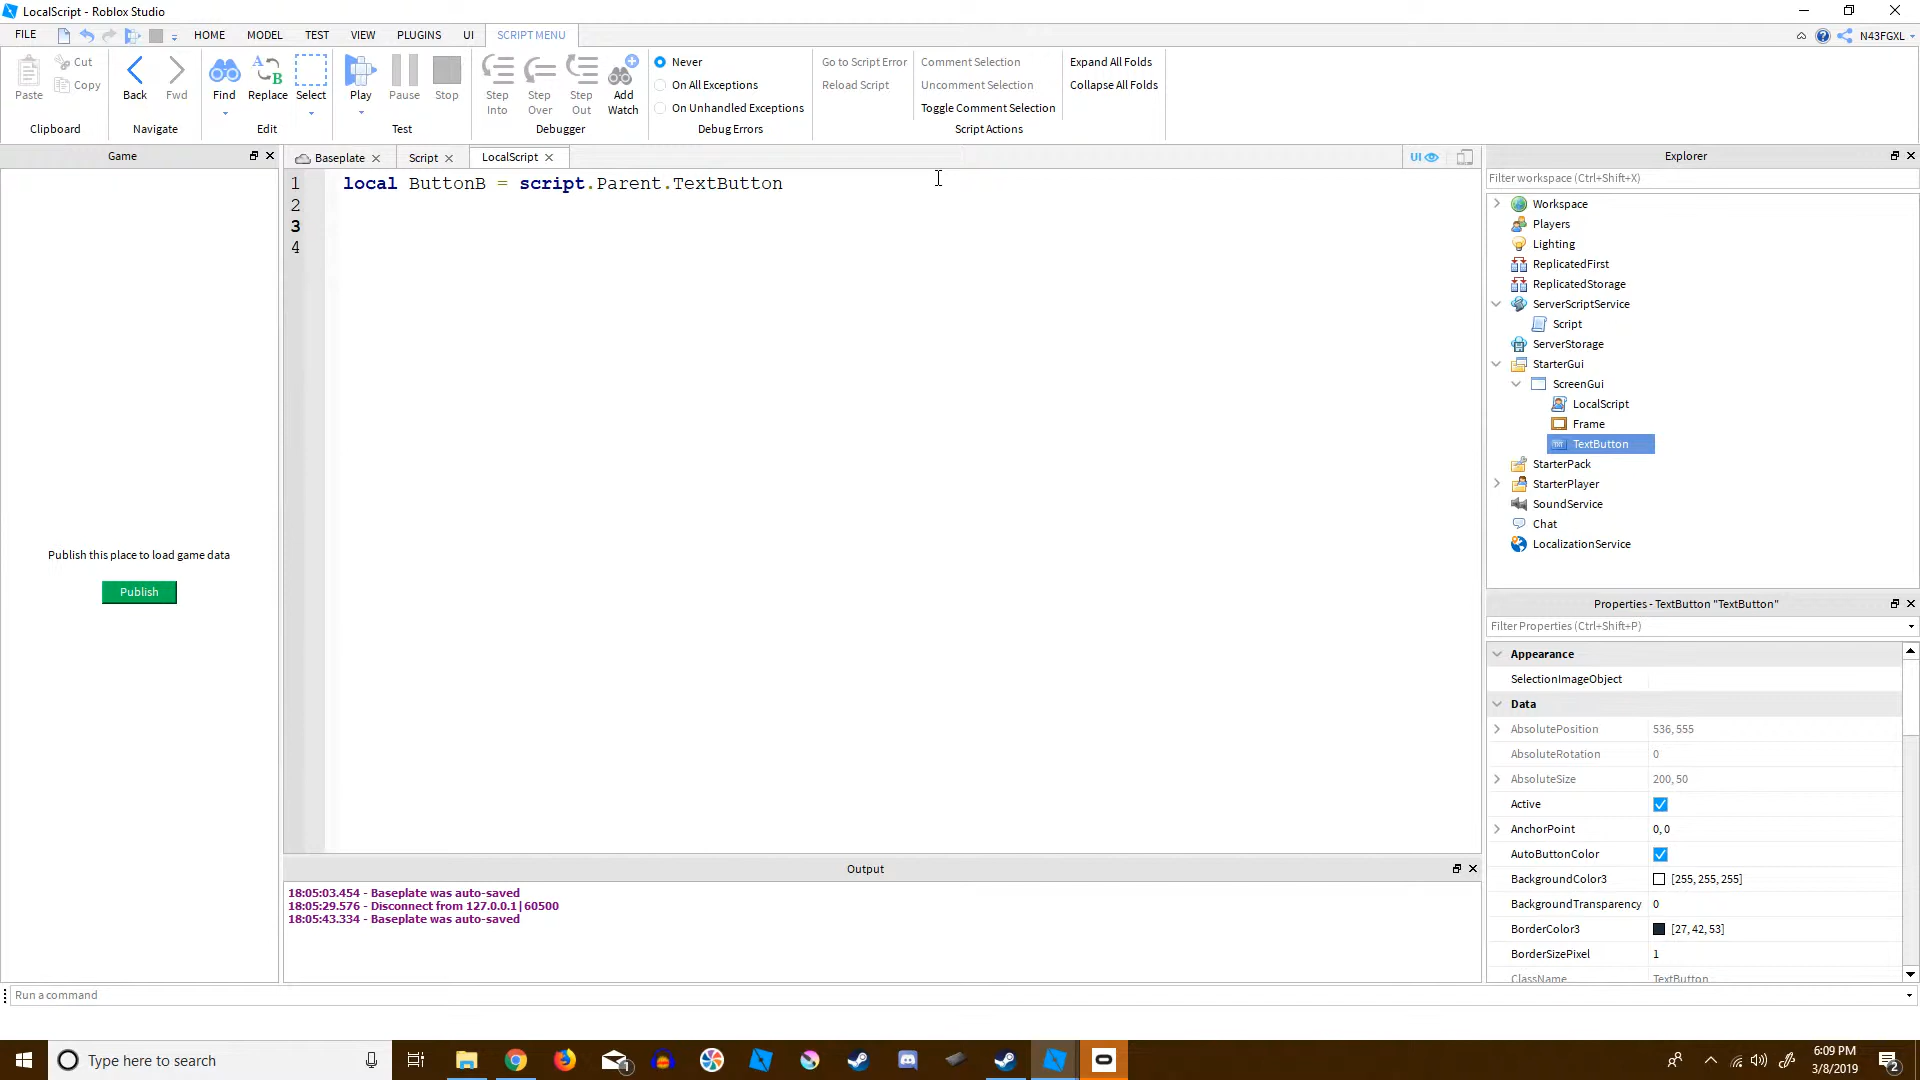 LocalScript - Roblox Studio
FILE
HOME
MODEL
TEST
VIEW
PLUGINS
UI
SCRIPT MENU
N43FGXL
Paste
Cut
Copy
Clipboard
Back
Fwd
Navigate
Find
Replace
Select
Edit
Play
Pause
Stop
Test
Step Into
Step Over
Step Out
Add Watch
Debugger
Never
On All Exceptions
On Unhandled Exceptions
Debug Errors
Go to Script Error
Reload Script
Comment Selection
Uncomment Selection
Toggle Comment Selection
Script Actions
Expand All Folds
Collapse All Folds
Game
Publish this place to load game data
Publish
Baseplate
Script
LocalScript
UI
1 local ButtonB = script.Parent.TextButton
2
3
4
Output
18:05:03.454 - Baseplate was auto-saved
18:05:29.576 - Disconnect from 127.0.0.1|60500
18:05:43.334 - Baseplate was auto-saved
Explorer
Filter workspace (Ctrl+Shift+X)
Workspace
Players
Lighting
ReplicatedFirst
ReplicatedStorage
ServerScriptService
Script
ServerStorage
StarterGui
ScreenGui
LocalScript
Frame
TextButton
StarterPack
StarterPlayer
SoundService
Chat
LocalizationService
Properties - TextButton "TextButton"
Filter Properties (Ctrl+Shift+P)
Appearance
SelectionImageObject
Data
AbsolutePosition 536, 555
AbsoluteRotation 0
AbsoluteSize 200, 50
Active
AnchorPoint 0, 0
AutoButtonColor
BackgroundColor3 [255, 255, 255]
BackgroundTransparency 0
BorderColor3 [27, 42, 53]
BorderSizePixel 1
ClassName TextButton
Run a command
Type here to search
1
6:09 PM
3/8/2019
2